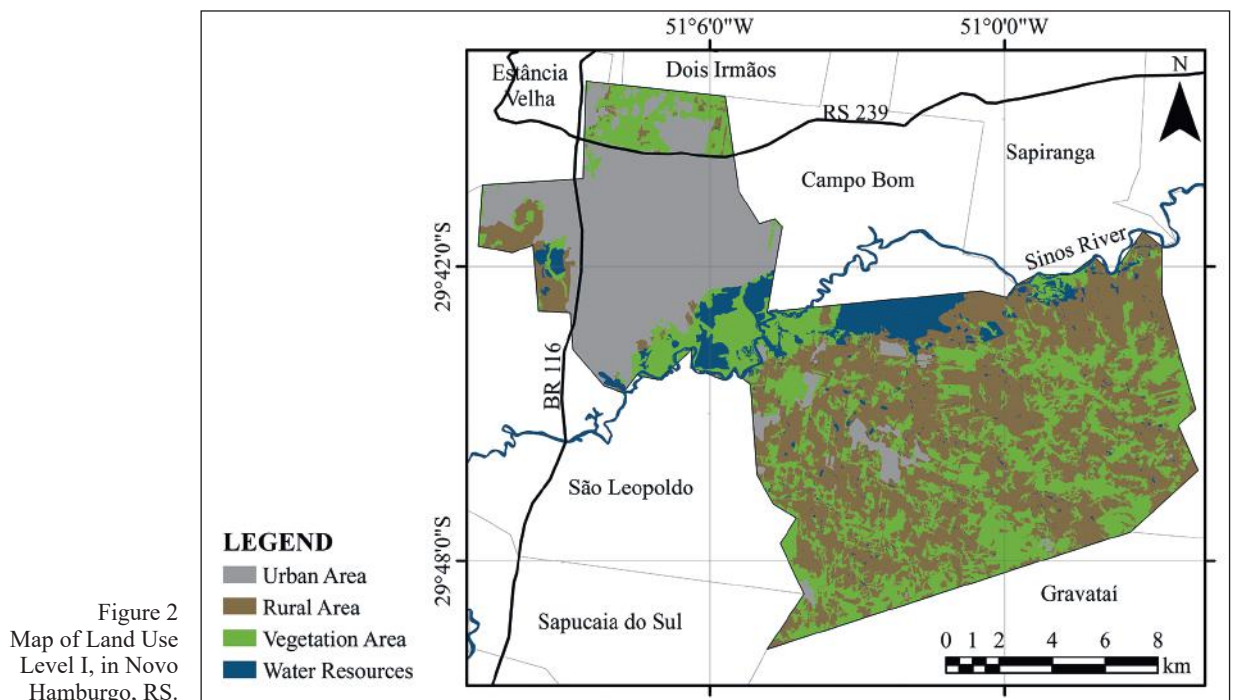 51°6'0"W
51°0'0"W
Estância
Velha
Dois Irmãos
N
RS 239
Sapiranga
Campo Bom
Sinos River
29°42'0"S
BR 116
São Leopoldo
29°48'0"S
Sapucaia do Sul
Gravataí
0 1 2 4 6 8
km
LEGEND
Urban Area
Rural Area
Vegetation Area
Water Resources
Figure 2
Map of Land Use
Level I, in Novo
Hamburgo, RS.